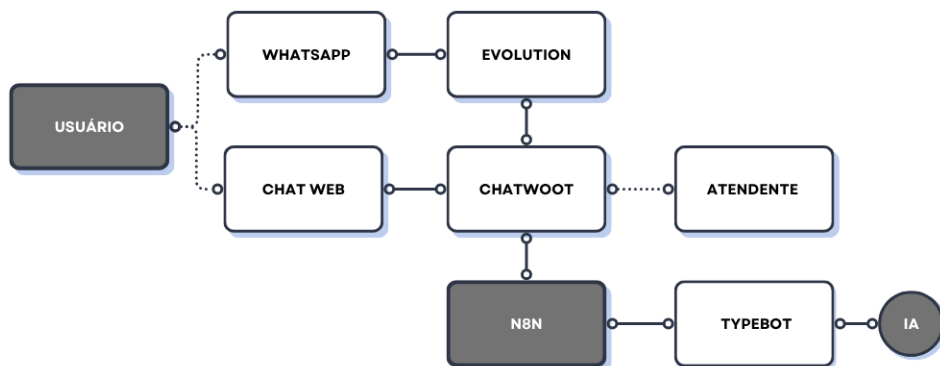 WHATSAPP
EVOLUTION
USUÁRIO
CHAT WEB
CHATWOOT
ATENDENTE
N8N
TYPEBOT
IA